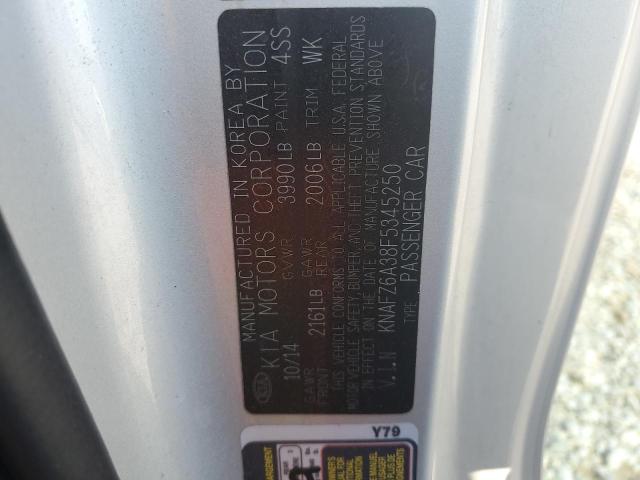 MANUFACTURED IN KOREA BY
KIA MOTORS CORPORATION
10/14 GVWR 3990LB PAINT 4SS
GAWR FRONT 2161LB GAWR REAR 2006LB TRIM WK
THIS VEHICLE CONFORMS TO ALL APPLICABLE U.S.A. FEDERAL
MOTOR VEHICLE SAFETY, BUMPER, AND THEFT PREVENTION STANDARDS
IN EFFECT ON THE DATE OF MANUFACTURE SHOWN ABOVE
V.I.N KNAFZ6A38F5345250
TYPE: PASSENGER CAR
KIA
Y79